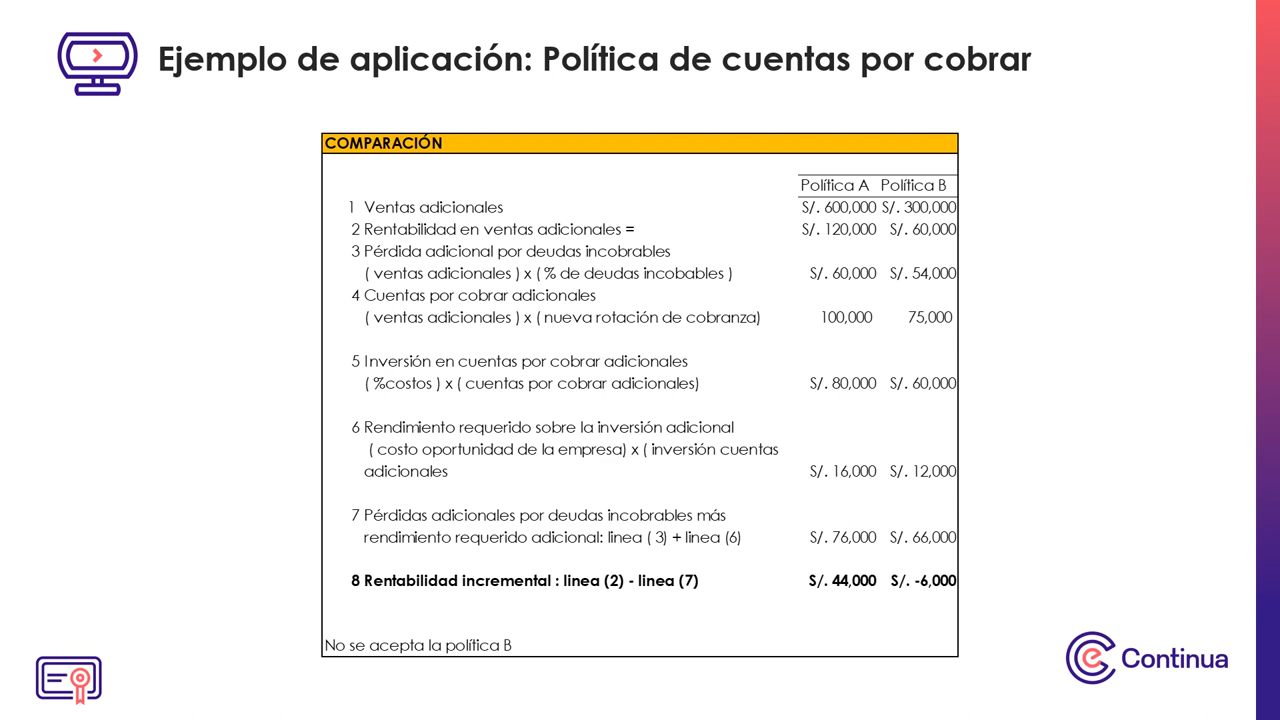 Ejemplo de aplicación: Política de cuentas por cobrar
COMPARACIÓN
Política A Política B
1 Ventas adicionales S/. 600,000 S/. 300,000
2 Rentabilidad en ventas adicionales = S/. 120,000 S/. 60,000
3 Pérdida adicional por deudas incobrables
( ventas adicionales ) x ( % de deudas incobables ) S/. 60,000 S/. 54,000
4 Cuentas por cobrar adicionales
( ventas adicionales ) x ( nueva rotación de cobranza) 100,000 75,000
5 Inversión en cuentas por cobrar adicionales
( %costos ) x ( cuentas por cobrar adicionales) S/. 80,000 S/. 60,000
6 Rendimiento requerido sobre la inversión adicional
( costo oportunidad de la empresa) x ( inversión cuentas
adicionales S/. 16,000 S/. 12,000
7 Pérdidas adicionales por deudas incobrables más
rendimiento requerido adicional: linea ( 3) + linea (6) S/. 76,000 S/. 66,000
8 Rentabilidad incremental : linea (2) - linea (7) S/. 44,000 S/. -6,000
No se acepta la política B
Continua